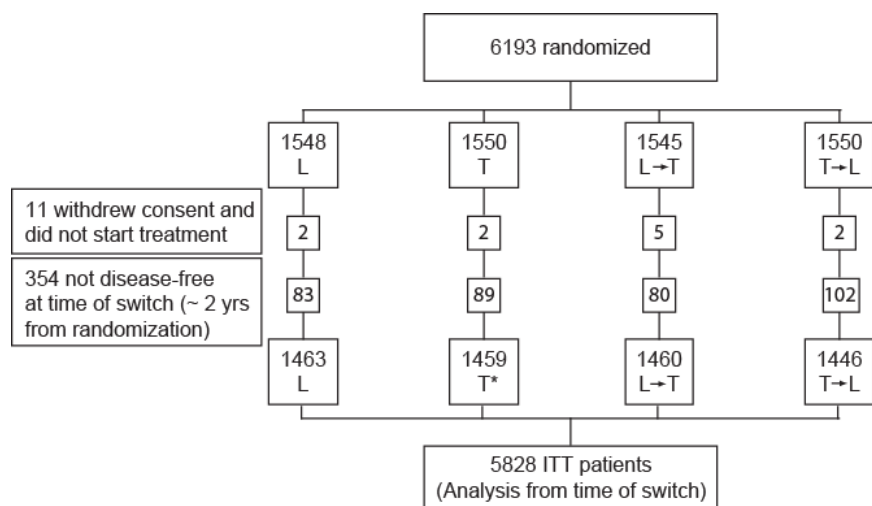 6193 randomized
1548
L
1550
T
1545
L→T
1550
T→L
11 withdrew consent and
did not start treatment
2
2
5
2
354 not disease-free
at time of switch (~ 2 yrs
from randomization)
83
89
80
102
1463
L
1459
T*
1460
L→T
1446
T→L
5828 ITT patients
(Analysis from time of switch)